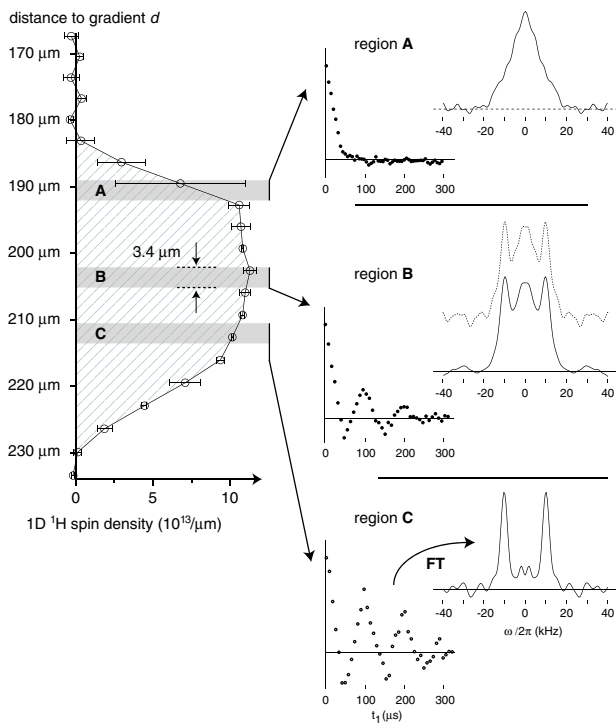 distance to gradient d
170 µm
180 µm
190 µm
200 µm
210 µm
220 µm
230 µm
A
3.4 µm
B
C
0 5 10
1D ¹H spin density (10¹³/µm)
region A
0 100 200 300
-40 -20 0 20 40
region B
0 100 200 300
-40 -20 0 20 40
region C
FT
-40 -20 0 20 40
ω/2π (kHz)
0 100 200 300
t₁(µs)